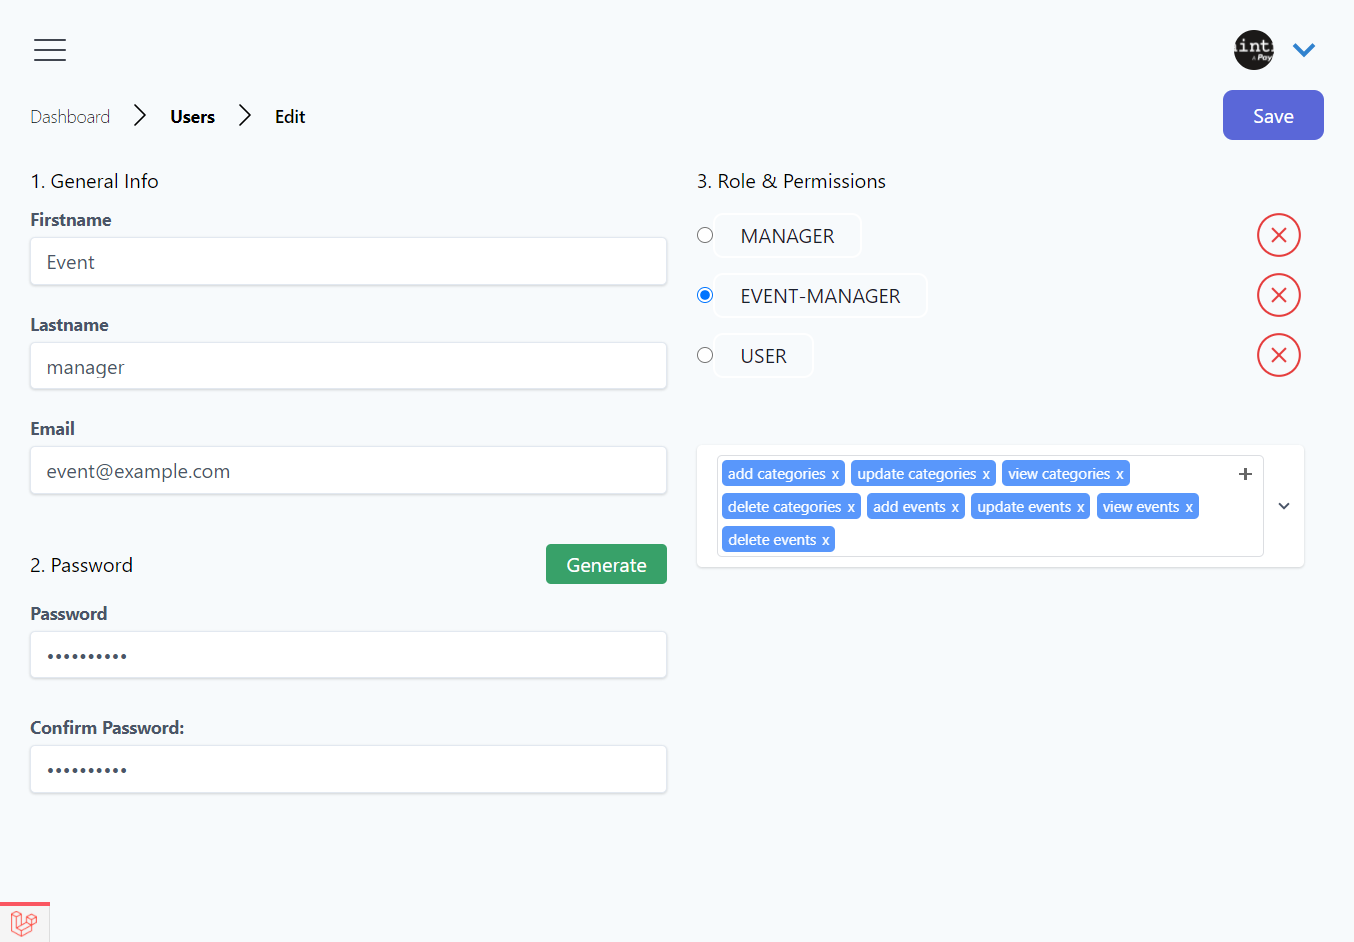 Dashboard
Users
Edit
Save
1. General Info
Firstname
Event
Lastname
manager
Email
event@example.com
2. Password
Generate
Password
••••••••••
Confirm Password:
••••••••••
3. Role & Permissions
MANAGER
EVENT-MANAGER
USER
add categories x update categories x view categories x
delete categories x add events x update events x view events x
delete events x